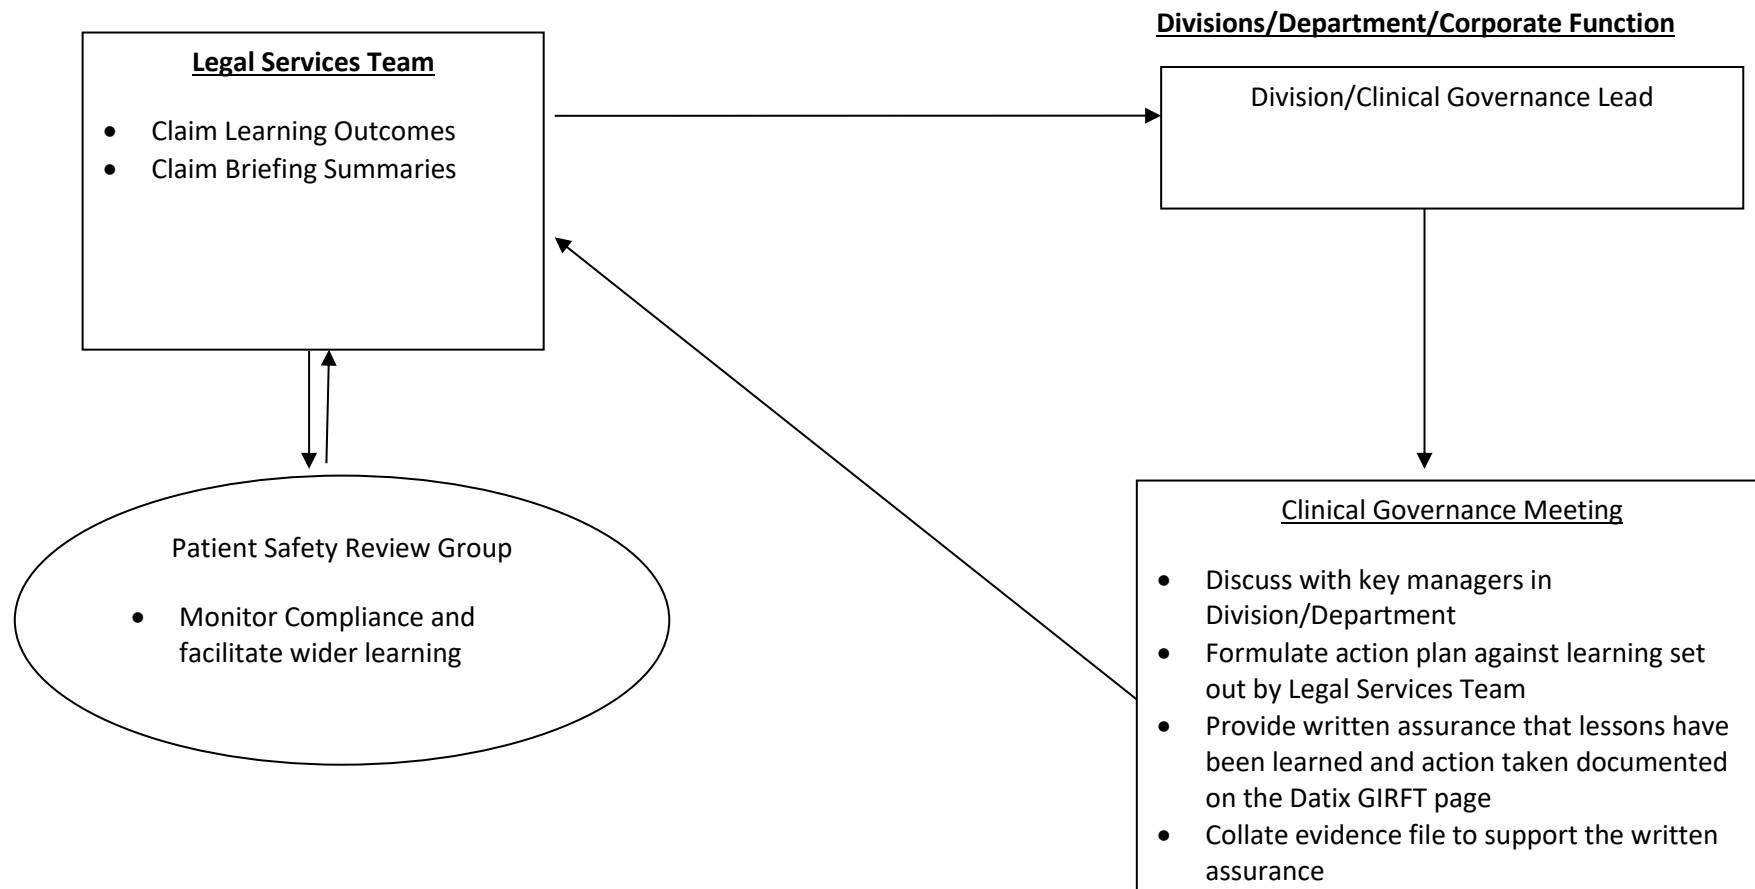 Legal Services Team
• Claim Learning Outcomes
• Claim Briefing Summaries
Divisions/Department/Corporate Function
Division/Clinical Governance Lead
Patient Safety Review Group
• Monitor Compliance and
facilitate wider learning
Clinical Governance Meeting
• Discuss with key managers in
Division/Department
• Formulate action plan against learning set
out by Legal Services Team
• Provide written assurance that lessons have
been learned and action taken documented
on the Datix GIRFT page
• Collate evidence file to support the written
assurance